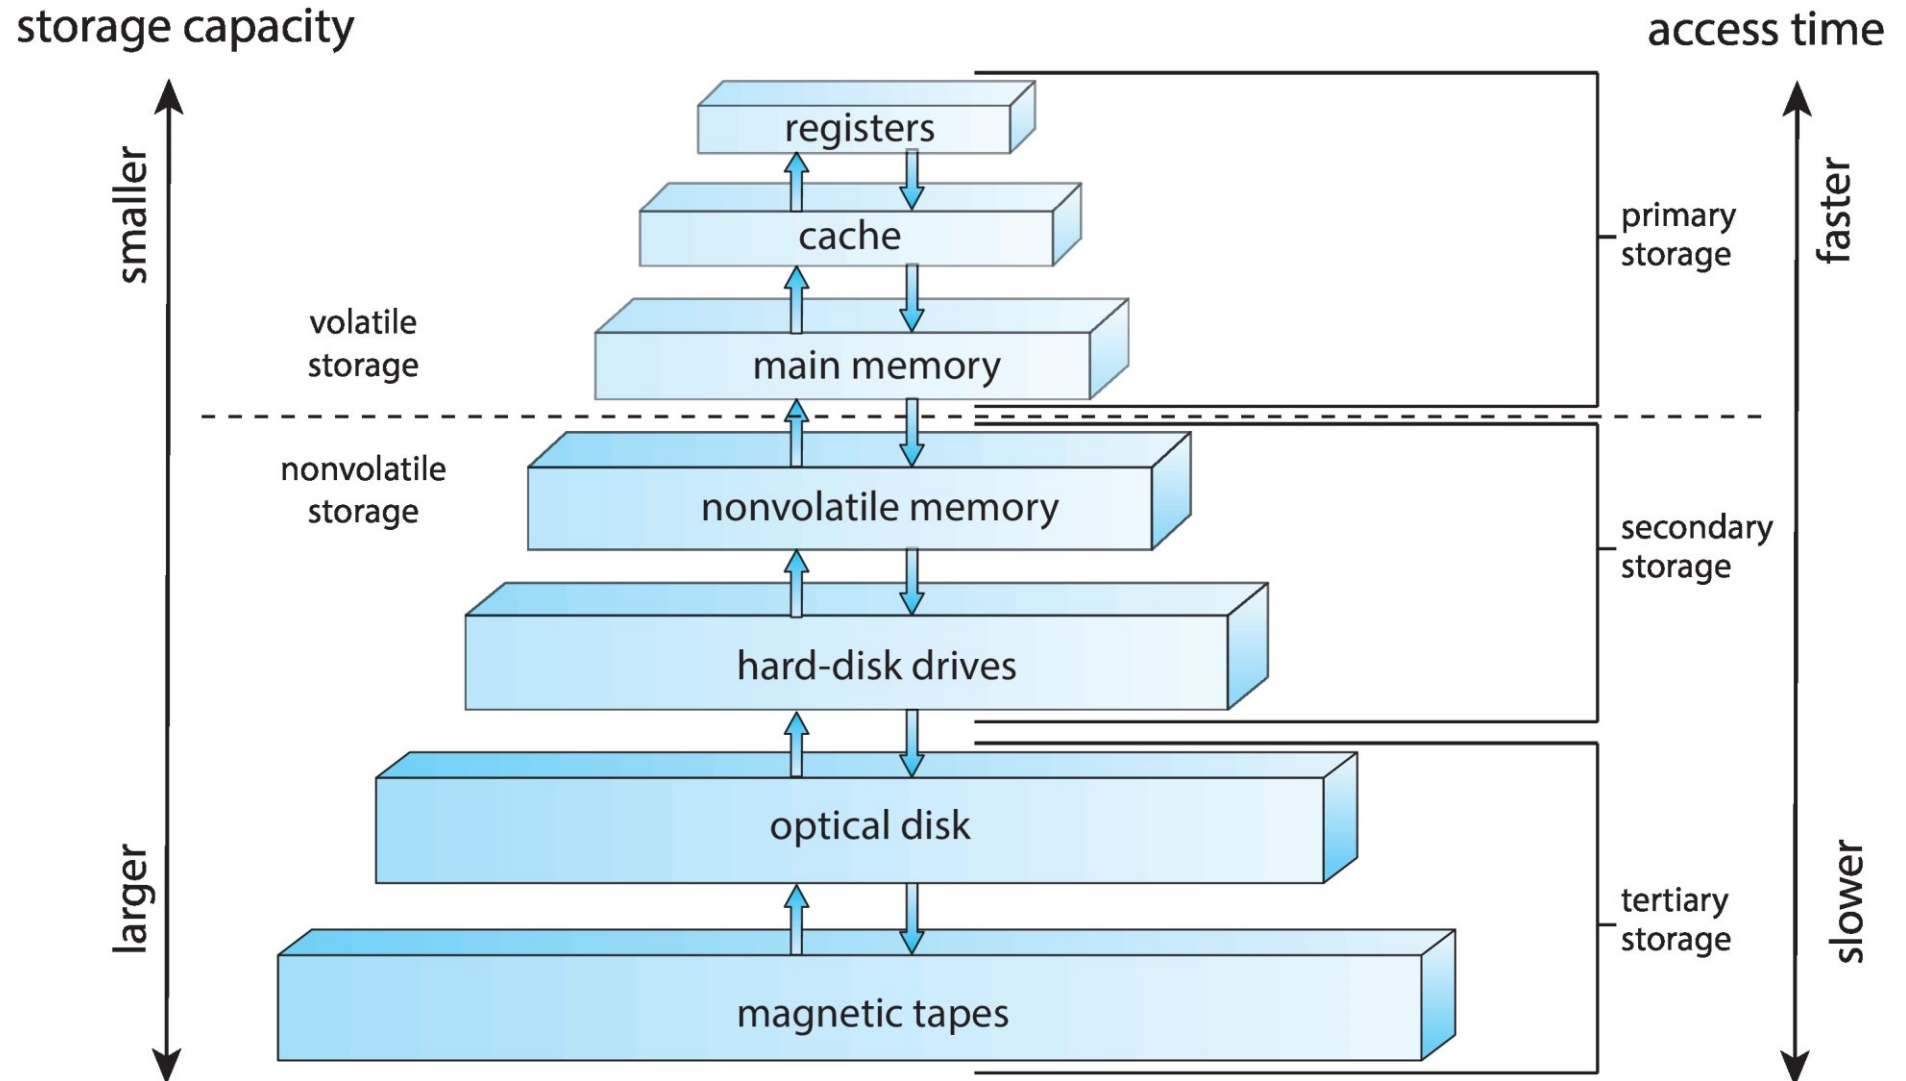 storage capacity
access time
smaller
larger
volatile
storage
nonvolatile
storage
registers
cache
main memory
nonvolatile memory
hard-disk drives
optical disk
magnetic tapes
primary
storage
secondary
storage
tertiary
storage
faster
slower